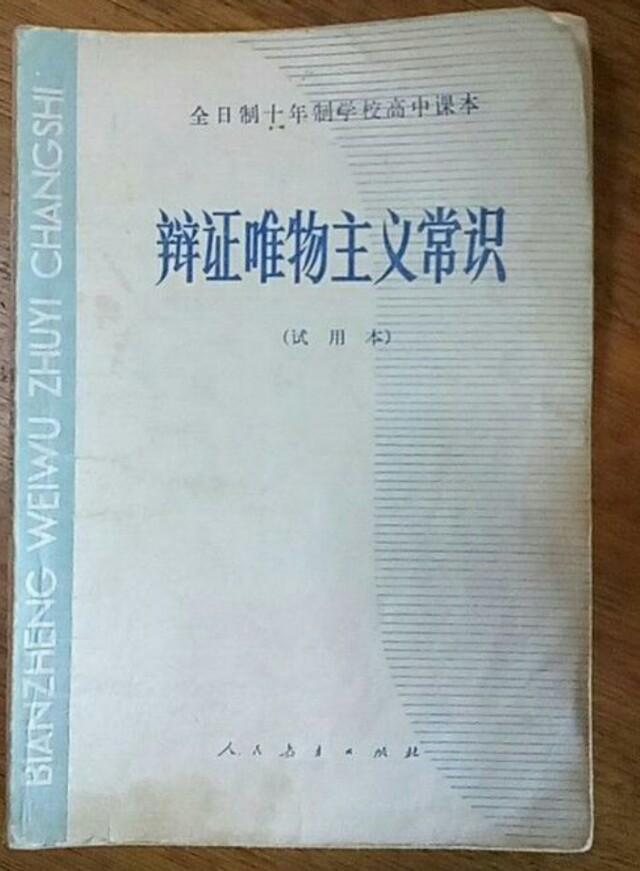 全日制十年制学校高中课本
辩证唯物主义常识
(试用本)
人民教育出版社
BIANZHENG WEIWU ZHUYI CHANGSHI